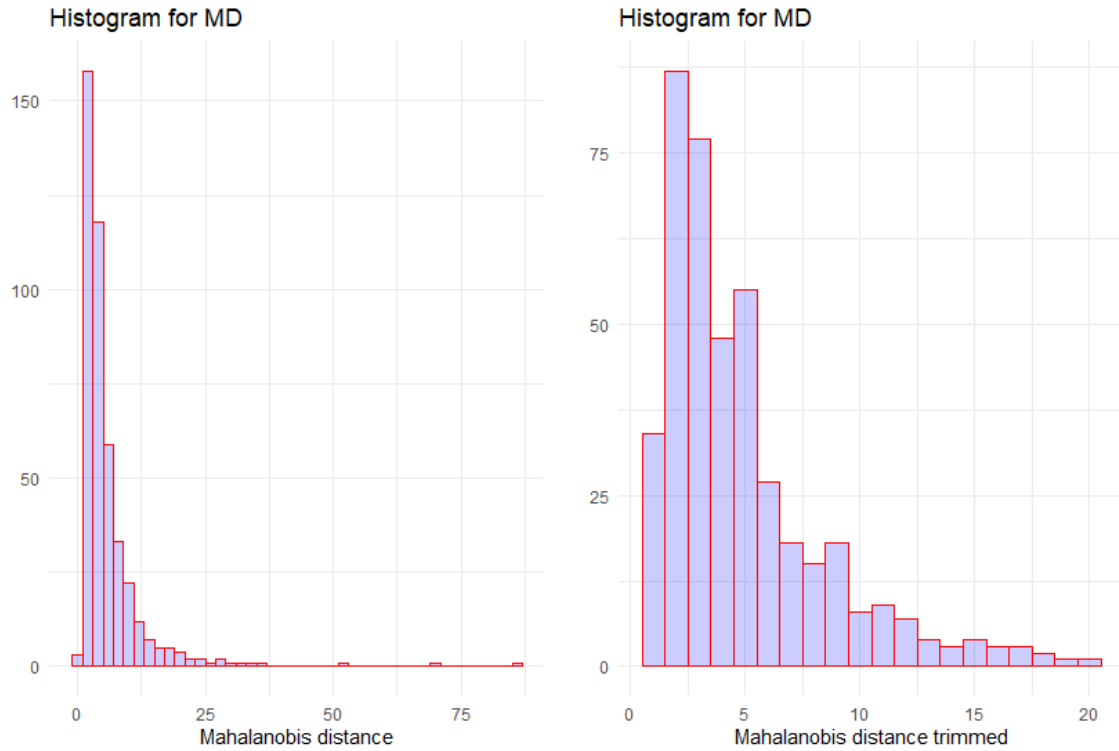 Histogram for MD
150
100
50
0
0 25 50 75
Mahalanobis distance
Histogram for MD
75
50
25
0
0 5 10 15 20
Mahalanobis distance trimmed